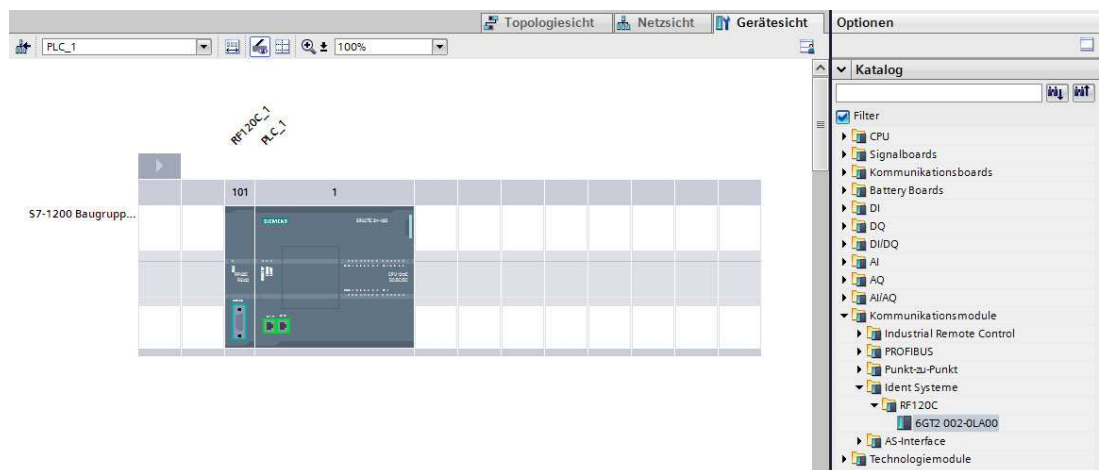 Topologiesicht Netzsicht Gerätesicht Optionen
PLC_1 100%
Katalog
Filter
CPU
Signalboards
Kommunikationsboards
Battery Boards
DI
DQ
DI/DQ
AI
AQ
AI/AQ
Kommunikationsmodule
Industrial Remote Control
PROFIBUS
Punkt-zu-Punkt
Ident Systeme
RF120C
6GT2 002-0LA00
AS-Interface
Technologiemodule
RF120C_1
PLC_1
101 1
S7-1200 Baugrupp...
SIEMENS